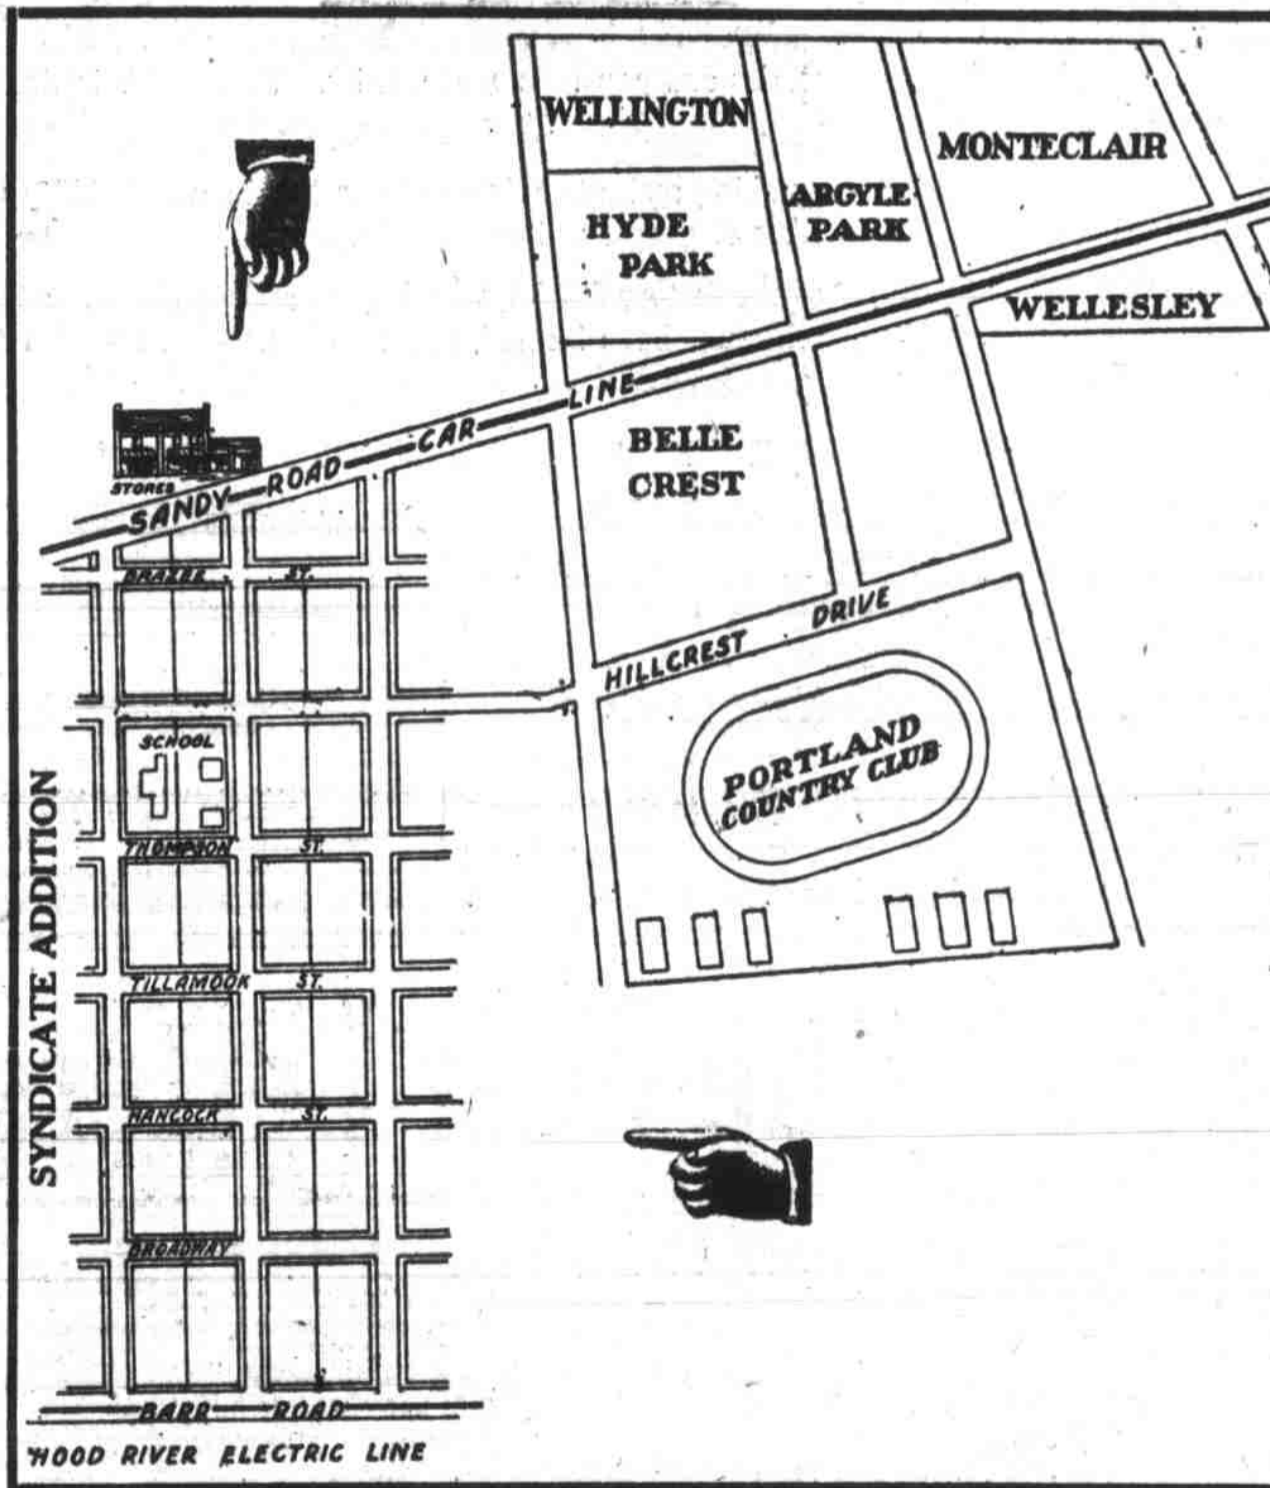 WELLINGTON
MONTECLAIR
ARGYLE
PARK
HYDE
PARK
WELLESLEY
BELLE
CREST
STORES
SANDY ROAD CAR LINE
BRAZEE ST.
HILLCREST DRIVE
SCHOOL
PORTLAND
COUNTRY CLUB
THOMPSON ST.
SYNDICATE ADDITION
TILLAMOOK ST.
HANCOCK ST.
BROADWAY
BARR ROAD
HOOD RIVER ELECTRIC LINE